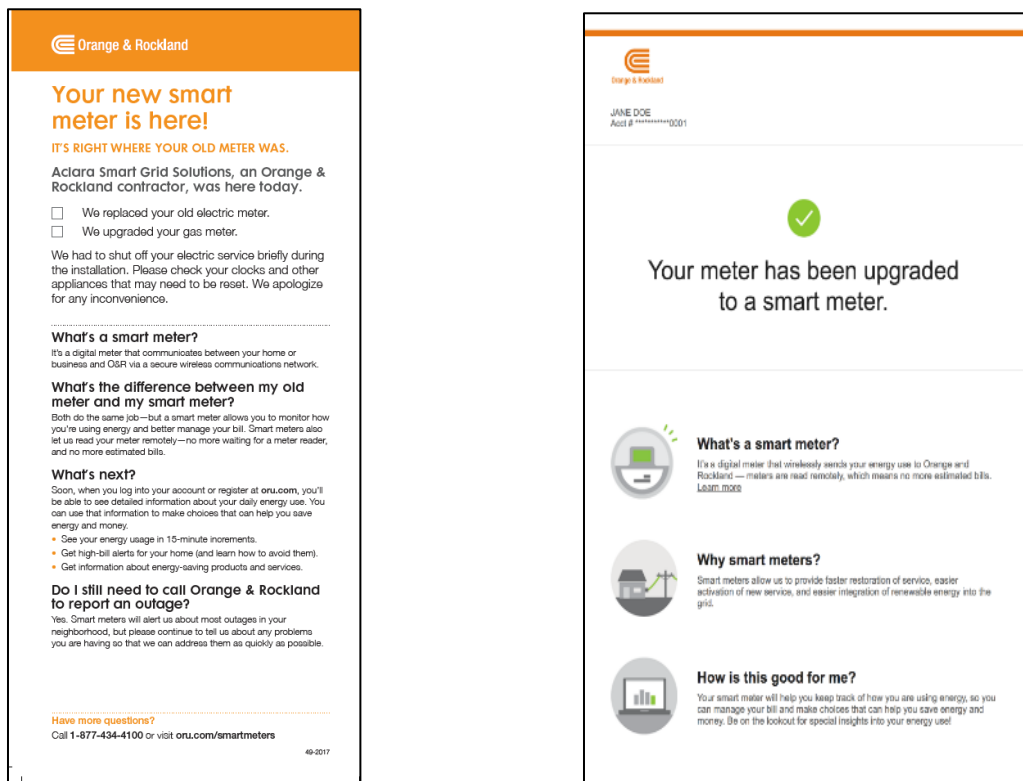 Orange & Rockland
Your new smart
meter is here!
IT'S RIGHT WHERE YOUR OLD METER WAS.
Aclara Smart Grid Solutions, an Orange &
Rockland contractor, was here today.
We replaced your old electric meter.
We upgraded your gas meter.
We had to shut off your electric service briefly during
the installation. Please check your clocks and other
appliances that may need to be reset. We apologize
for any inconvenience.
What's a smart meter?
It's a digital meter that communicates between your home or
business and O&R via a secure wireless communications network.
What's the difference between my old
meter and my smart meter?
Both do the same job—but a smart meter allows you to monitor how
you're using energy and better manage your bill. Smart meters also
let us read your meter remotely—no more waiting for a meter reader,
and no more estimated bills.
What's next?
Soon, when you log into your account or register at oru.com, you'll
be able to see detailed information about your daily energy use. You
can use that information to make choices that can help you save
energy and money.
• See your energy usage in 15-minute increments.
• Get high-bill alerts for your home (and learn how to avoid them).
• Get information about energy-saving products and services.
Do I still need to call Orange & Rockland
to report an outage?
Yes. Smart meters will alert us about most outages in your
neighborhood, but please continue to tell us about any problems
you are having so that we can address them as quickly as possible.
Have more questions?
Call 1-877-434-4100 or visit oru.com/smartmeters
49-2017
Orange & Rockland
JANE DOE
Acct # ***********0001
Your meter has been upgraded
to a smart meter.
What's a smart meter?
It's a digital meter that wirelessly sends your energy use to Orange and
Rockland — meters are read remotely, which means no more estimated bills.
Learn more
Why smart meters?
Smart meters allow us to provide faster restoration of service, easier
activation of new service, and easier integration of renewable energy into the
grid.
How is this good for me?
Your smart meter will help you keep track of how you are using energy, so you
can manage your bill and make choices that can help you save energy and
money. Be on the lookout for special insights into your energy use!